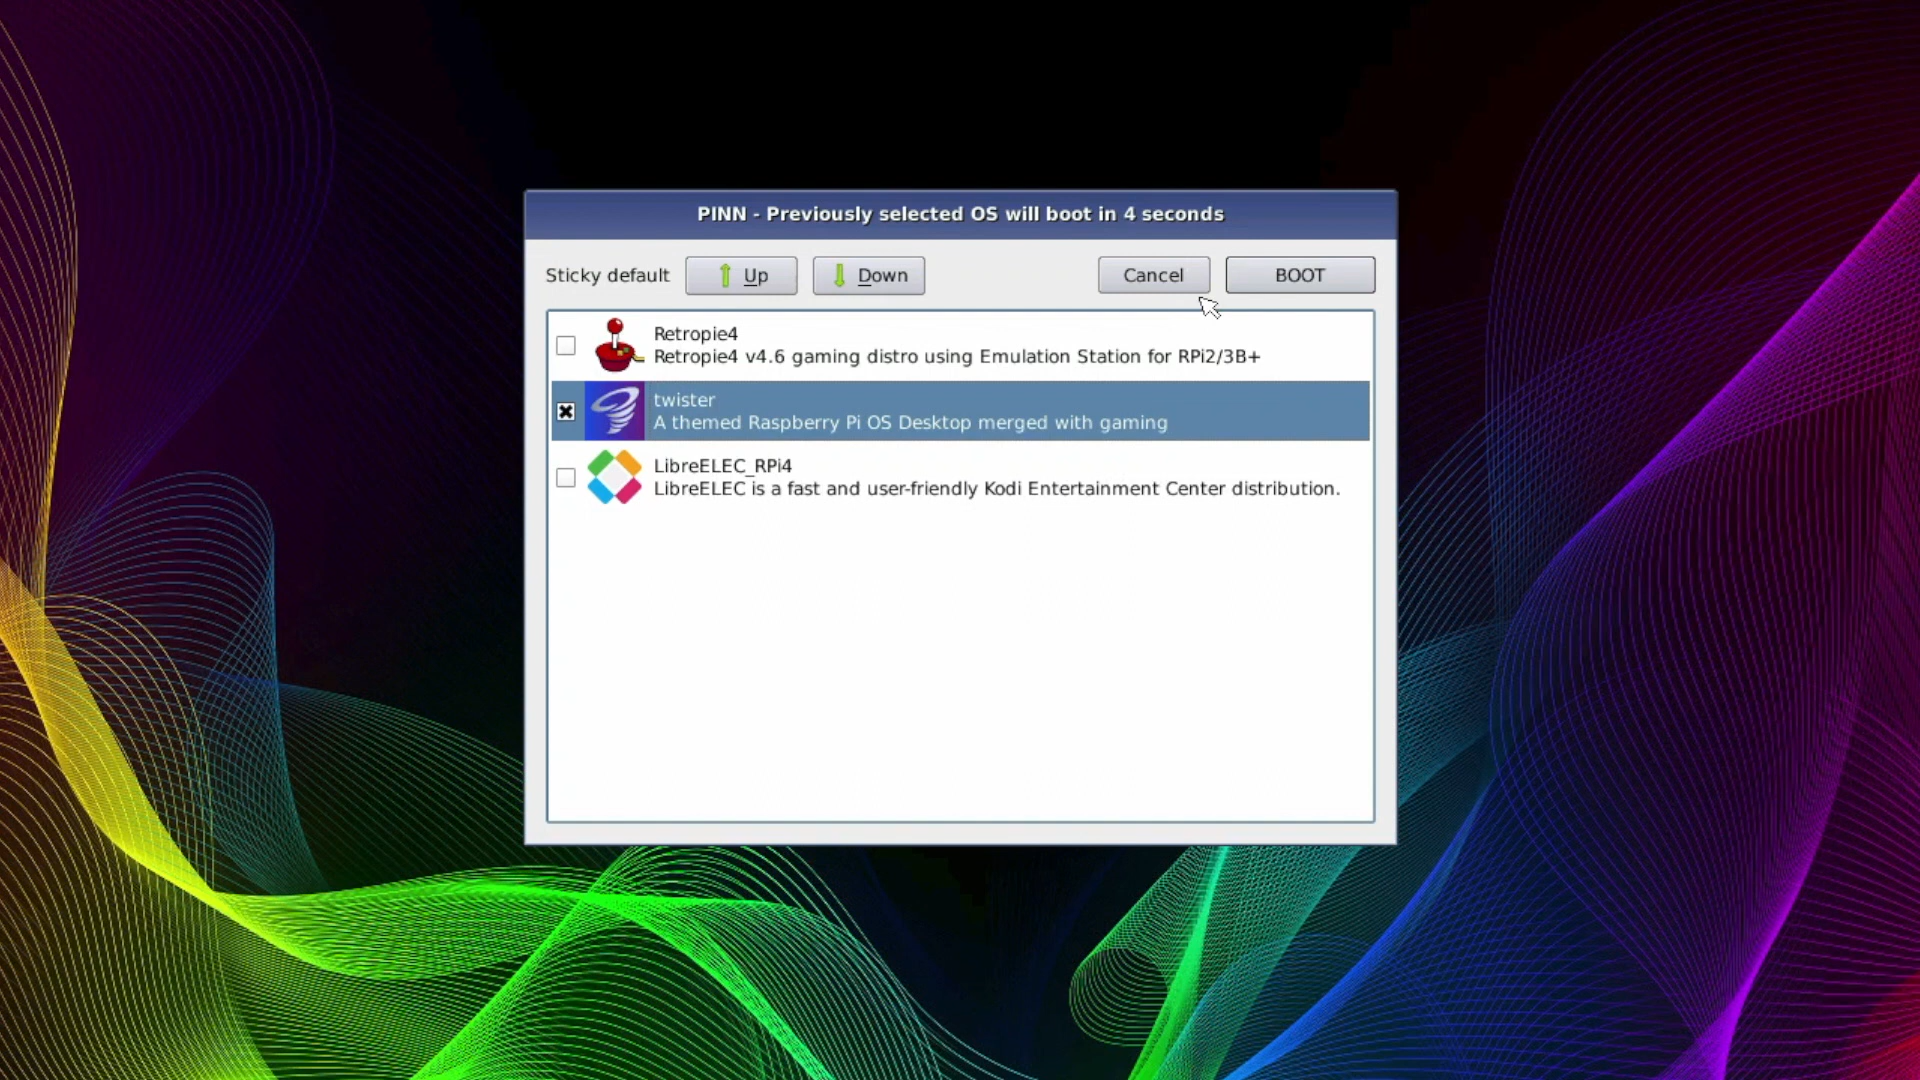 PINN - Previously selected OS will boot in 4 seconds
Sticky default Up Down Cancel BOOT
Retropie4
Retropie4 v4.6 gaming distro using Emulation Station for RPi2/3B+
twister
A themed Raspberry Pi OS Desktop merged with gaming
LibreELEC_RPi4
LibreELEC is a fast and user-friendly Kodi Entertainment Center distribution.